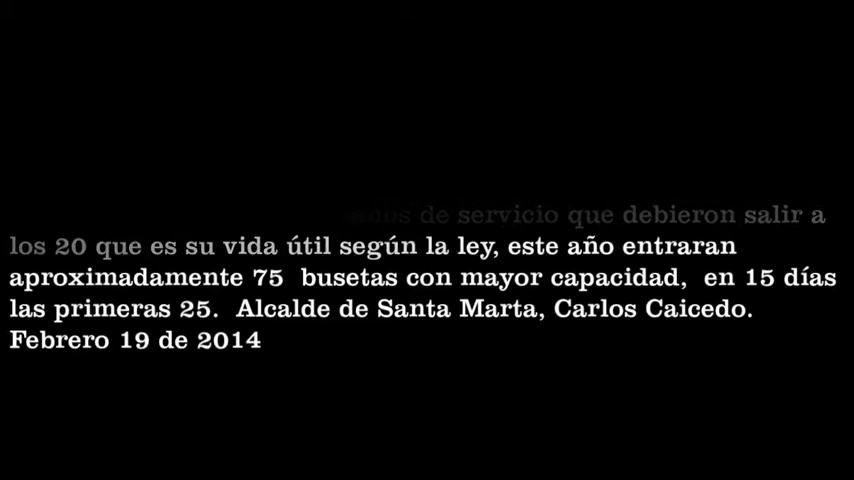 de servicio que debieron salir a
los 20 que es su vida útil según la ley, este año entraran
aproximadamente 75 busetas con mayor capacidad, en 15 días
las primeras 25. Alcalde de Santa Marta, Carlos Caicedo.
Febrero 19 de 2014